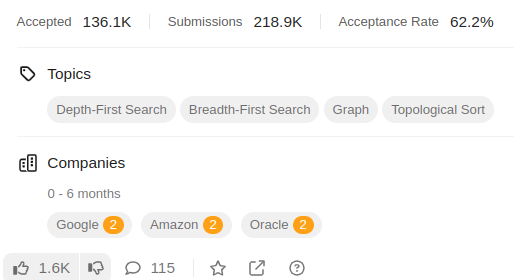 Accepted 136.1K Submissions 218.9K Acceptance Rate 62.2%
Topics
Depth-First Search Breadth-First Search Graph Topological Sort
Companies
0 - 6 months
Google 2 Amazon 2 Oracle 2
1.6K 115